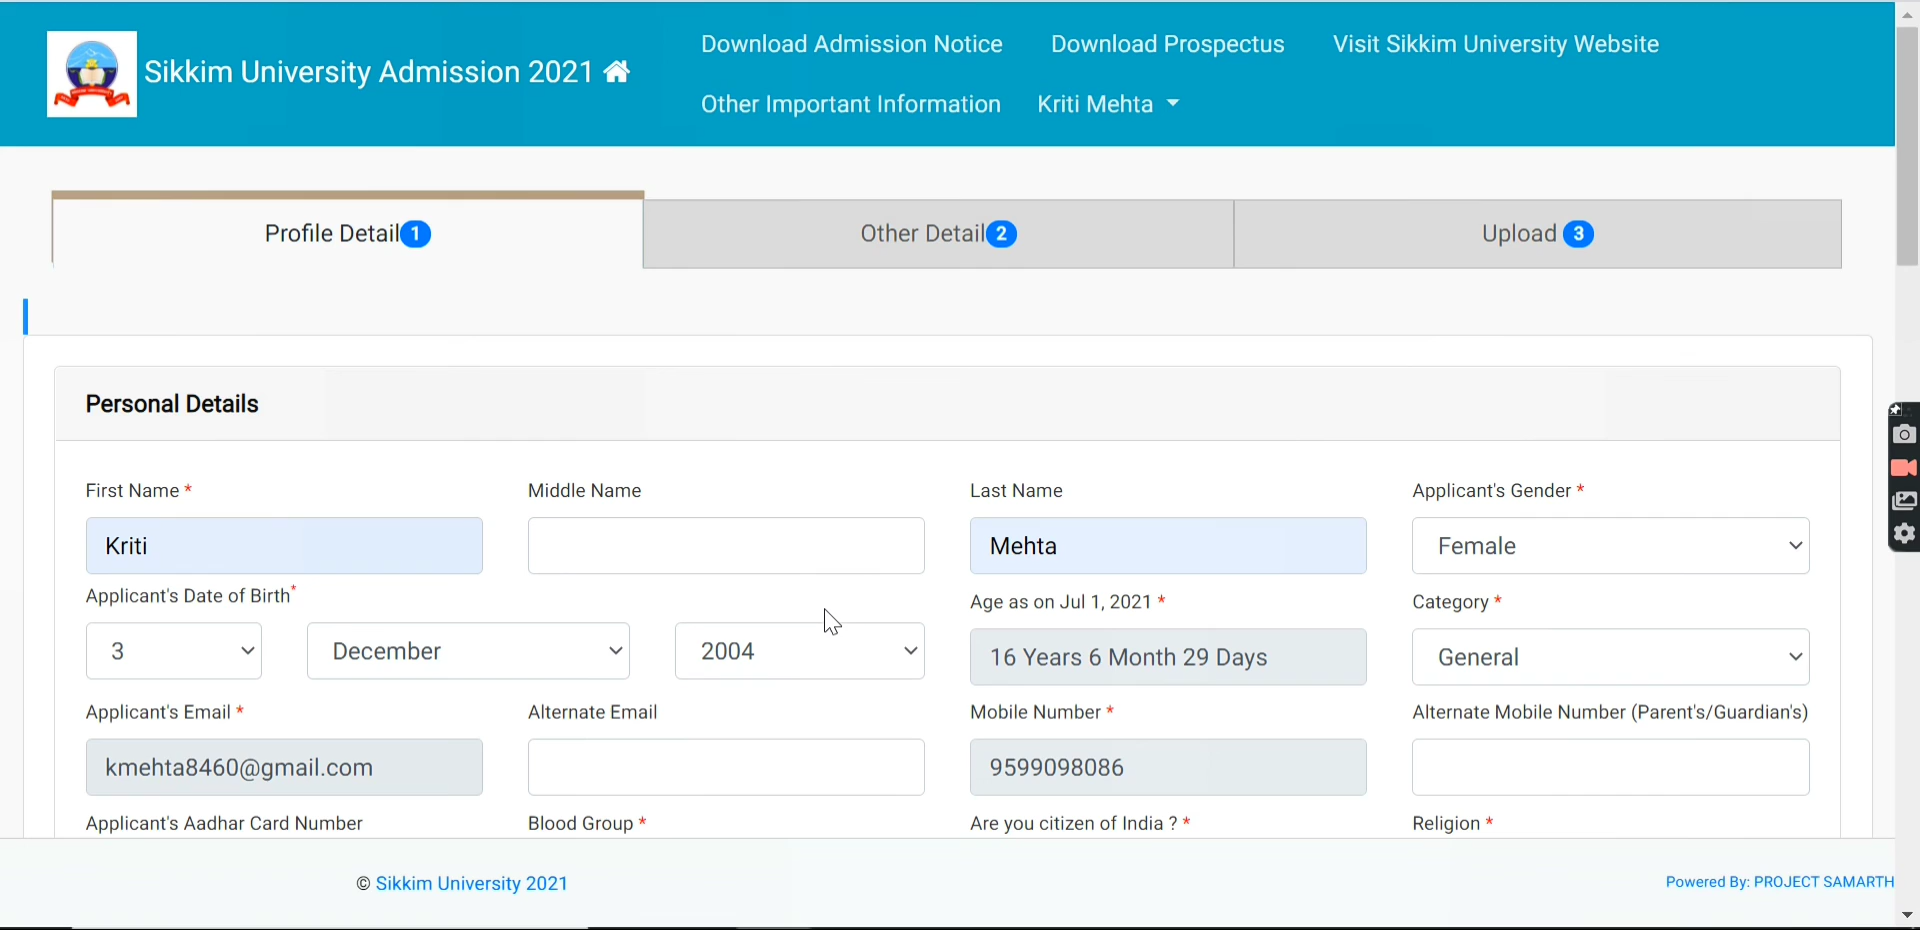 Sikkim University Admission 2021
Download Admission Notice
Download Prospectus
Visit Sikkim University Website
Other Important Information
Kriti Mehta
Profile Detail 1
Other Detail 2
Upload 3
Personal Details
First Name *
Middle Name
Last Name
Applicant's Gender *
Kriti
Mehta
Female
Applicant's Date of Birth*
Age as on Jul 1, 2021 *
Category *
3
December
2004
16 Years 6 Month 29 Days
General
Applicant's Email *
Alternate Email
Mobile Number *
Alternate Mobile Number (Parent's/Guardian's)
kmehta8460@gmail.com
9599098086
Applicant's Aadhar Card Number
Blood Group *
Are you citizen of India ? *
Religion *
© Sikkim University 2021
Powered By: PROJECT SAMARTH